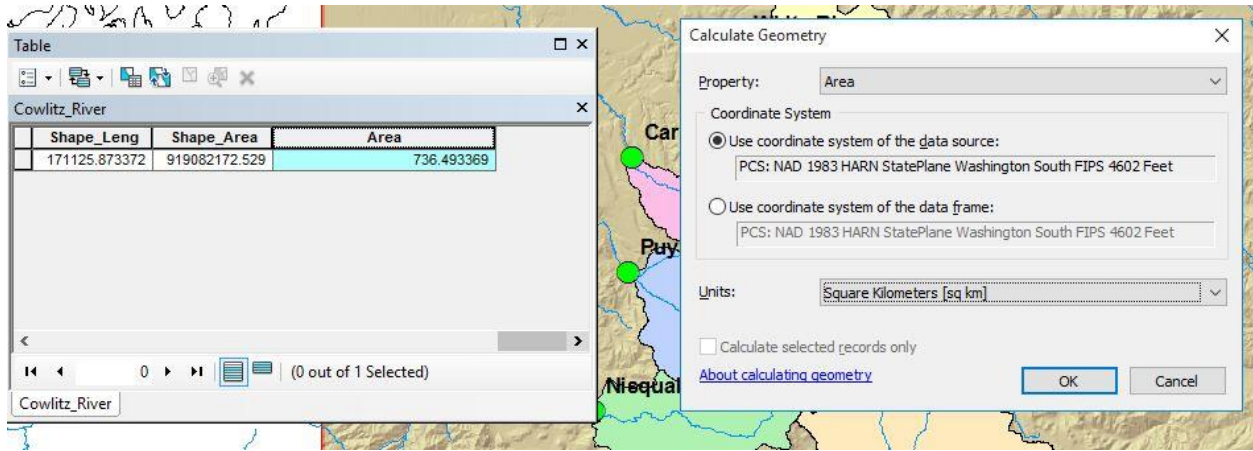 Table
Cowlitz_River
Shape_Leng Shape_Area Area
171125.873372 919082172.529 736.493369
0 (0 out of 1 Selected)
Cowlitz_River
Car
Puy
Nisqual
Calculate Geometry
Property: Area
Coordinate System
Use coordinate system of the data source:
PCS: NAD 1983 HARN StatePlane Washington South FIPS 4602 Feet
Use coordinate system of the data frame:
PCS: NAD 1983 HARN StatePlane Washington South FIPS 4602 Feet
Units: Square Kilometers [sq km]
Calculate selected records only
About calculating geometry
OK Cancel